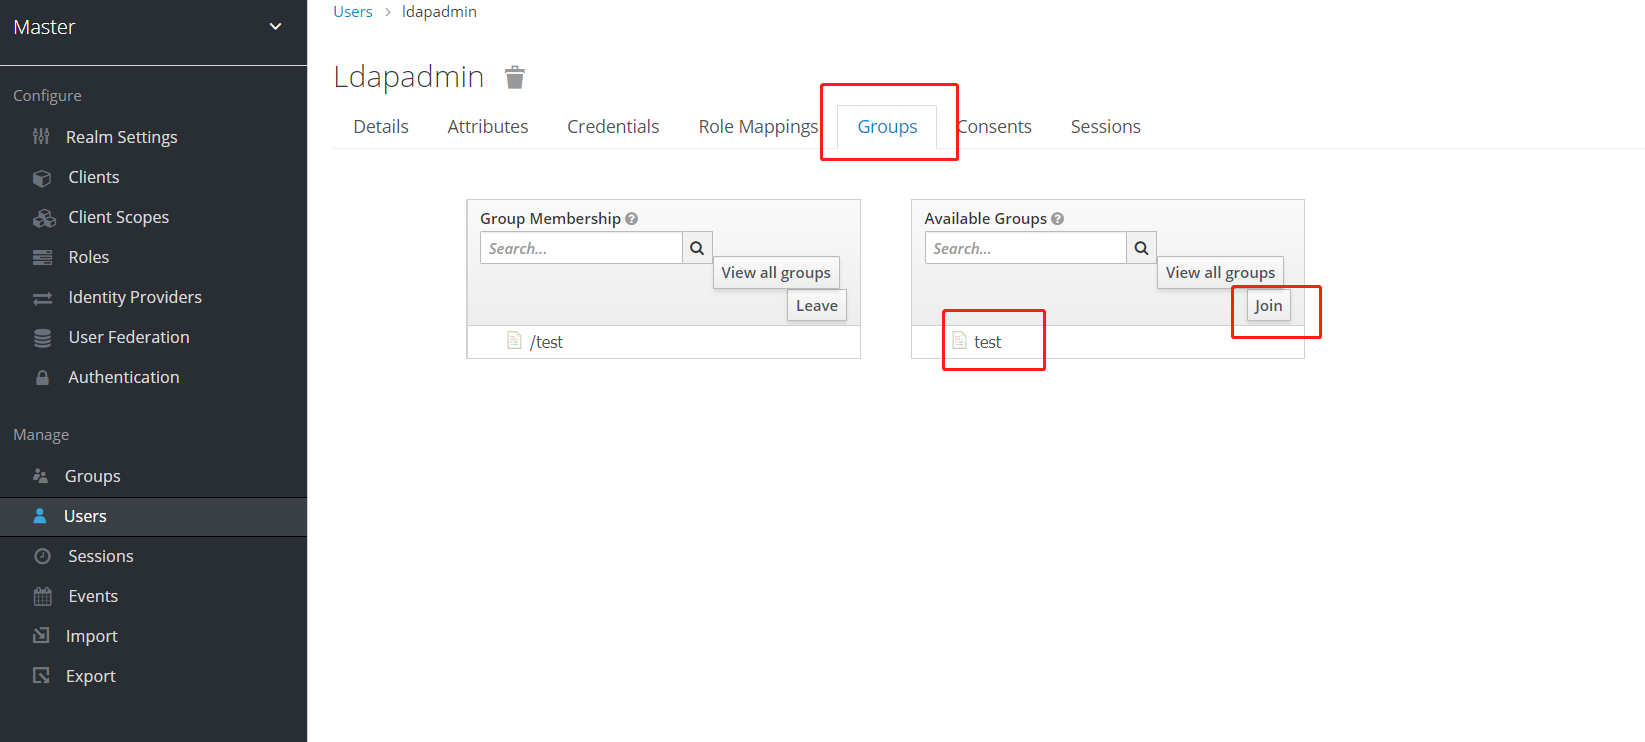 Master
Configure
Realm Settings
Clients
Client Scopes
Roles
Identity Providers
User Federation
Authentication
Manage
Groups
Users
Sessions
Events
Import
Export
Users > ldapadmin
Ldapadmin
Details Attributes Credentials Role Mappings Groups Consents Sessions
Group Membership
Search...
View all groups
Leave
/test
Available Groups
Search...
View all groups
Join
test